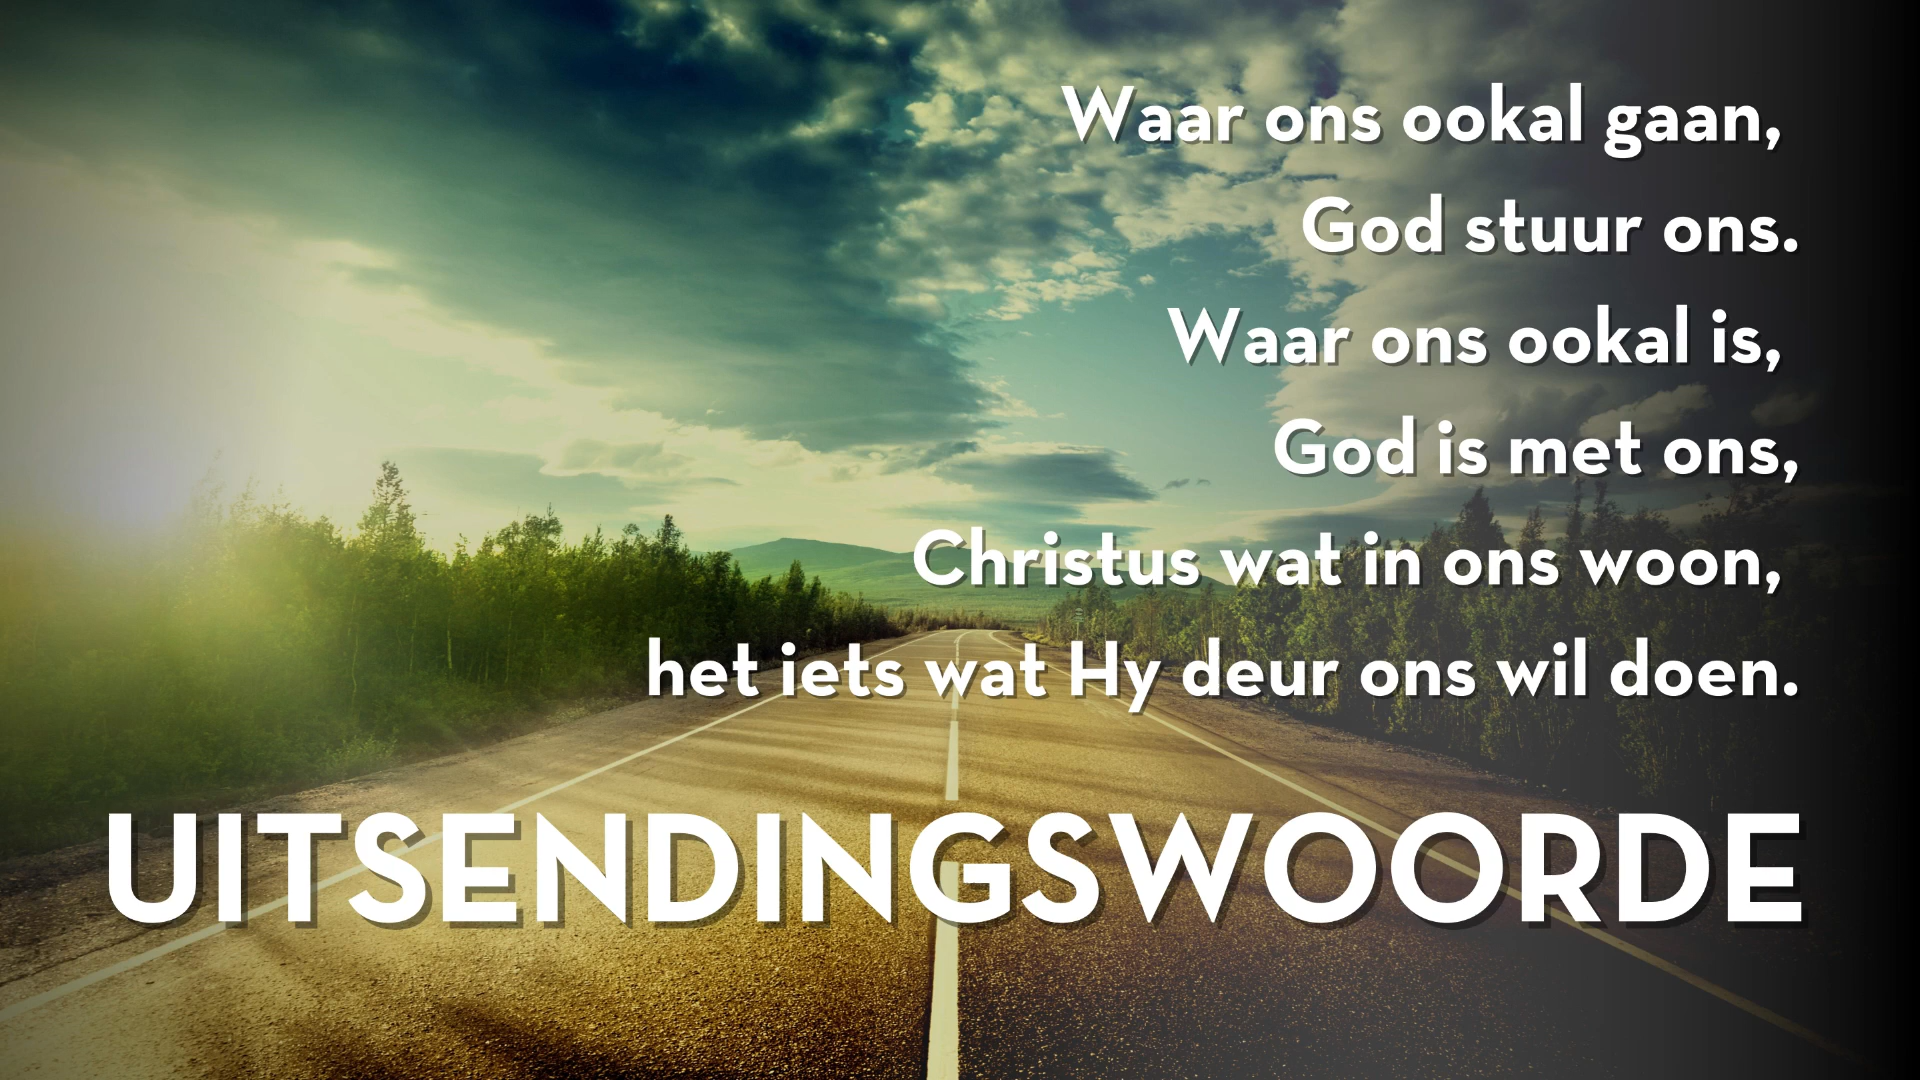 Waar ons ookal gaan,
God stuur ons.
Waar ons ookal is,
God is met ons,
Christus wat in ons woon,
het iets wat Hy deur ons wil doen.
UITSENDINGSWOORDE